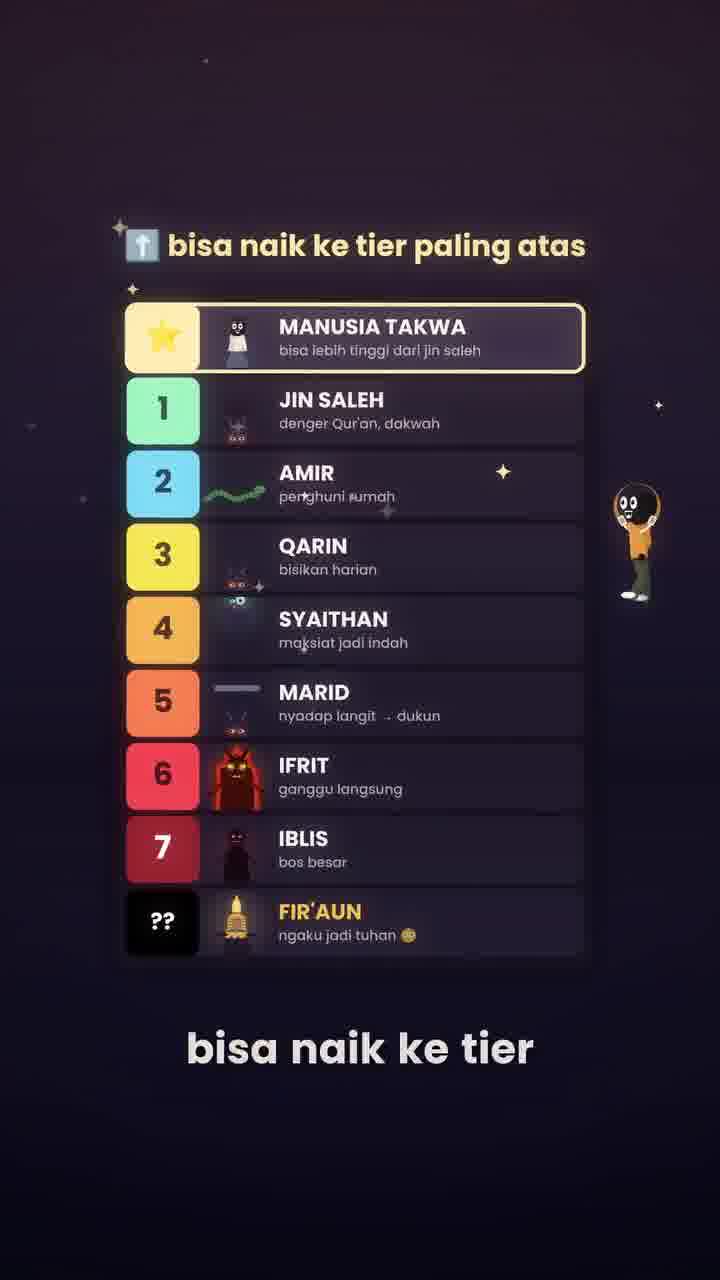 ⬆️ bisa naik ke tier paling atas
⭐ MANUSIA TAKWA
bisa lebih tinggi dari jin saleh
1 JIN SALEH
denger Qur'an, dakwah
2 AMIR
penghuni rumah
3 QARIN
bisikan harian
4 SYAITHAN
maksiat jadi indah
5 MARID
nyadap langit → dukun
6 IFRIT
ganggu langsung
7 IBLIS
bos besar
?? FIR'AUN
ngaku jadi tuhan
bisa naik ke tier